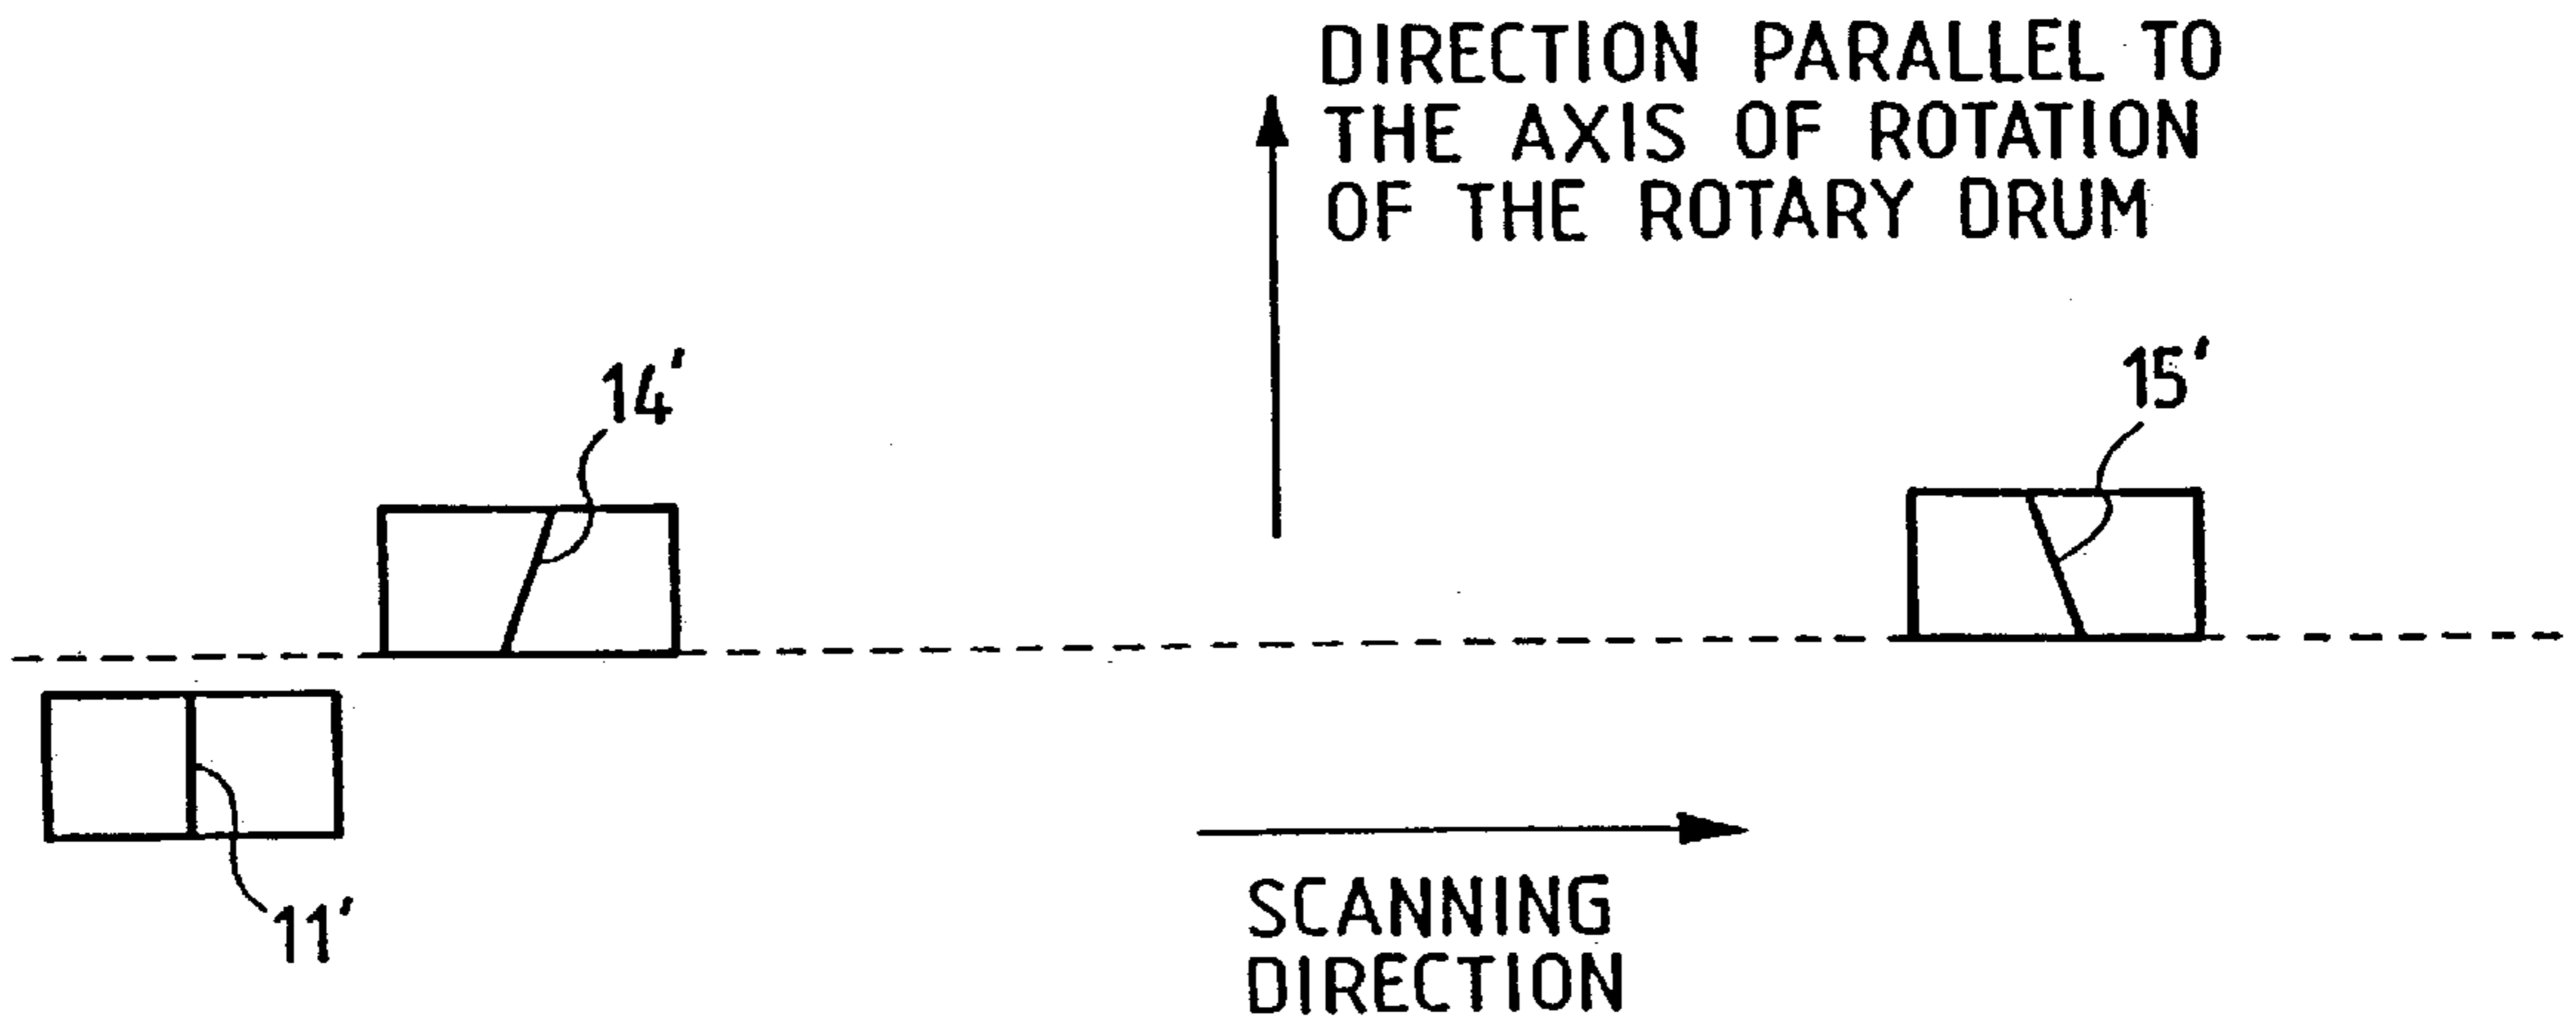 DIRECTION PARALLEL TO
THE AXIS OF ROTATION
OF THE ROTARY DRUM
14'
15'
11'
SCANNING
DIRECTION